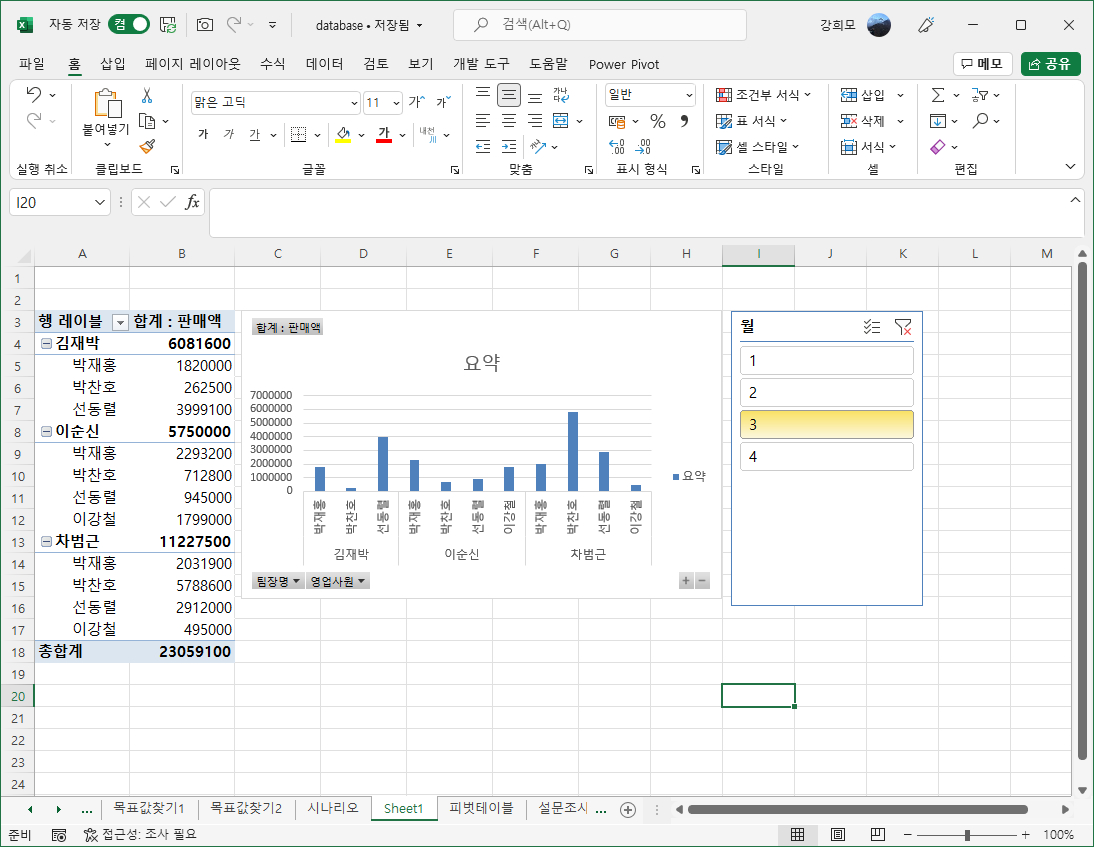 자동 저장 켬 database • 저장됨 검색(Alt+Q) 강희모
파일 홈 삽입 페이지 레이아웃 수식 데이터 검토 보기 개발 도구 도움말 Power Pivot 메모 공유
붙여넣기
맑은 고딕 11 가 가
가 가 가 가 내천
가나
일반
조건부 서식
표 서식
셀 스타일
삽입
삭제
서식
실행 취소 클립보드 글꼴 맞춤 표시 형식 스타일 셀 편집
I20 fx
A B C D E F G H I J K L M
1
2
3 행 레이블 합계 : 판매액
4 김재박 6081600
5 박재홍 1820000
6 박찬호 262500
7 선동렬 3999100
8 이순신 5750000
9 박재홍 2293200
10 박찬호 712800
11 선동렬 945000
12 이강철 1799000
13 차범근 11227500
14 박재홍 2031900
15 박찬호 5788600
16 선동렬 2912000
17 이강철 495000
18 총합계 23059100
19
20
21
22
23
24
합계 : 판매액
요약
7000000
6000000
5000000
4000000
3000000
2000000
1000000
0
박재홍 박찬호 선동렬 박재홍 박찬호 선동렬 이강철 박재홍 박찬호 선동렬 이강철
김재박 이순신 차범근
요약
팀장명 영업사원
월
1
2
3
4
... 목표값찾기1 목표값찾기2 시나리오 Sheet1 피벗테이블 설문조사 ...
준비 접근성: 조사 필요 100%